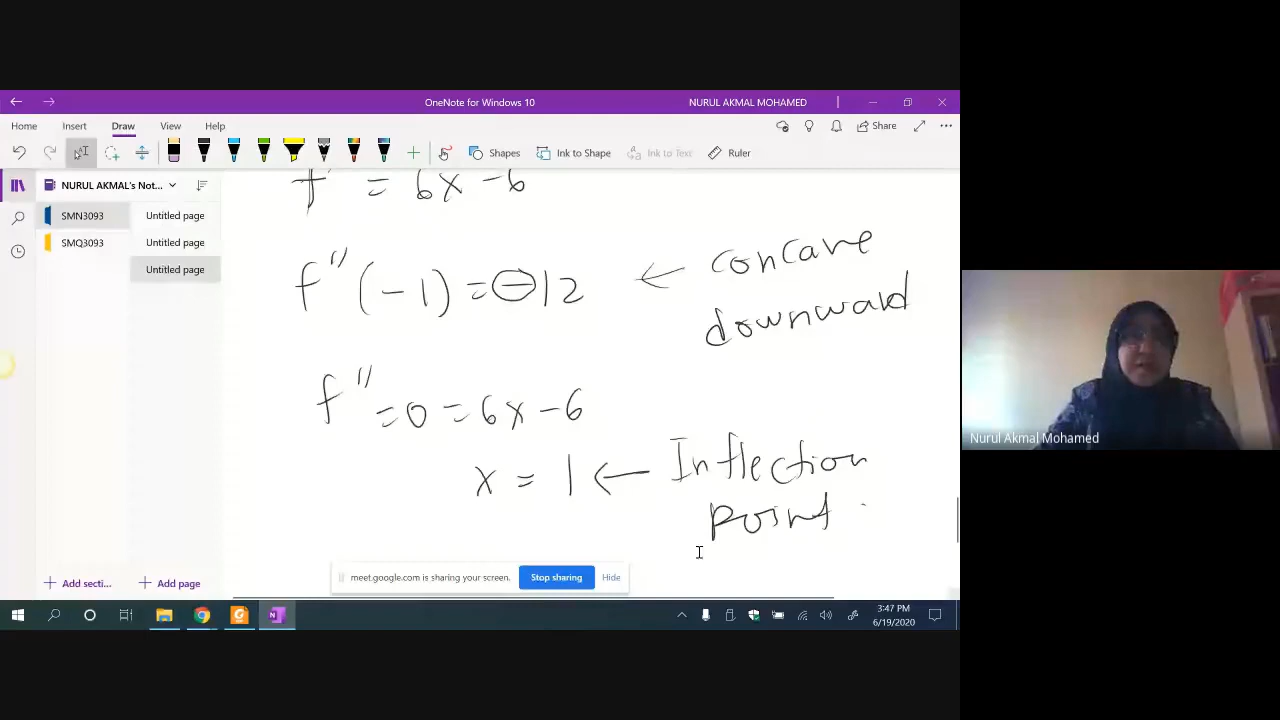 OneNote for Windows 10
NURUL AKMAL MOHAMED
Home Insert Draw View Help
Share
Shapes Ink to Shape Ink to Text Ruler
NURUL AKMAL's Not...
SMN3093
SMQ3093
Untitled page
Untitled page
Untitled page
= 6x -6
f''(-1) = -12 ← concave
downward
f'' = 0 = 6x -6
x = 1 ← Inflection
point
Add secti...
Add page
meet.google.com is sharing your screen. Stop sharing Hide
3:47 PM
6/19/2020
Nurul Akmal Mohamed